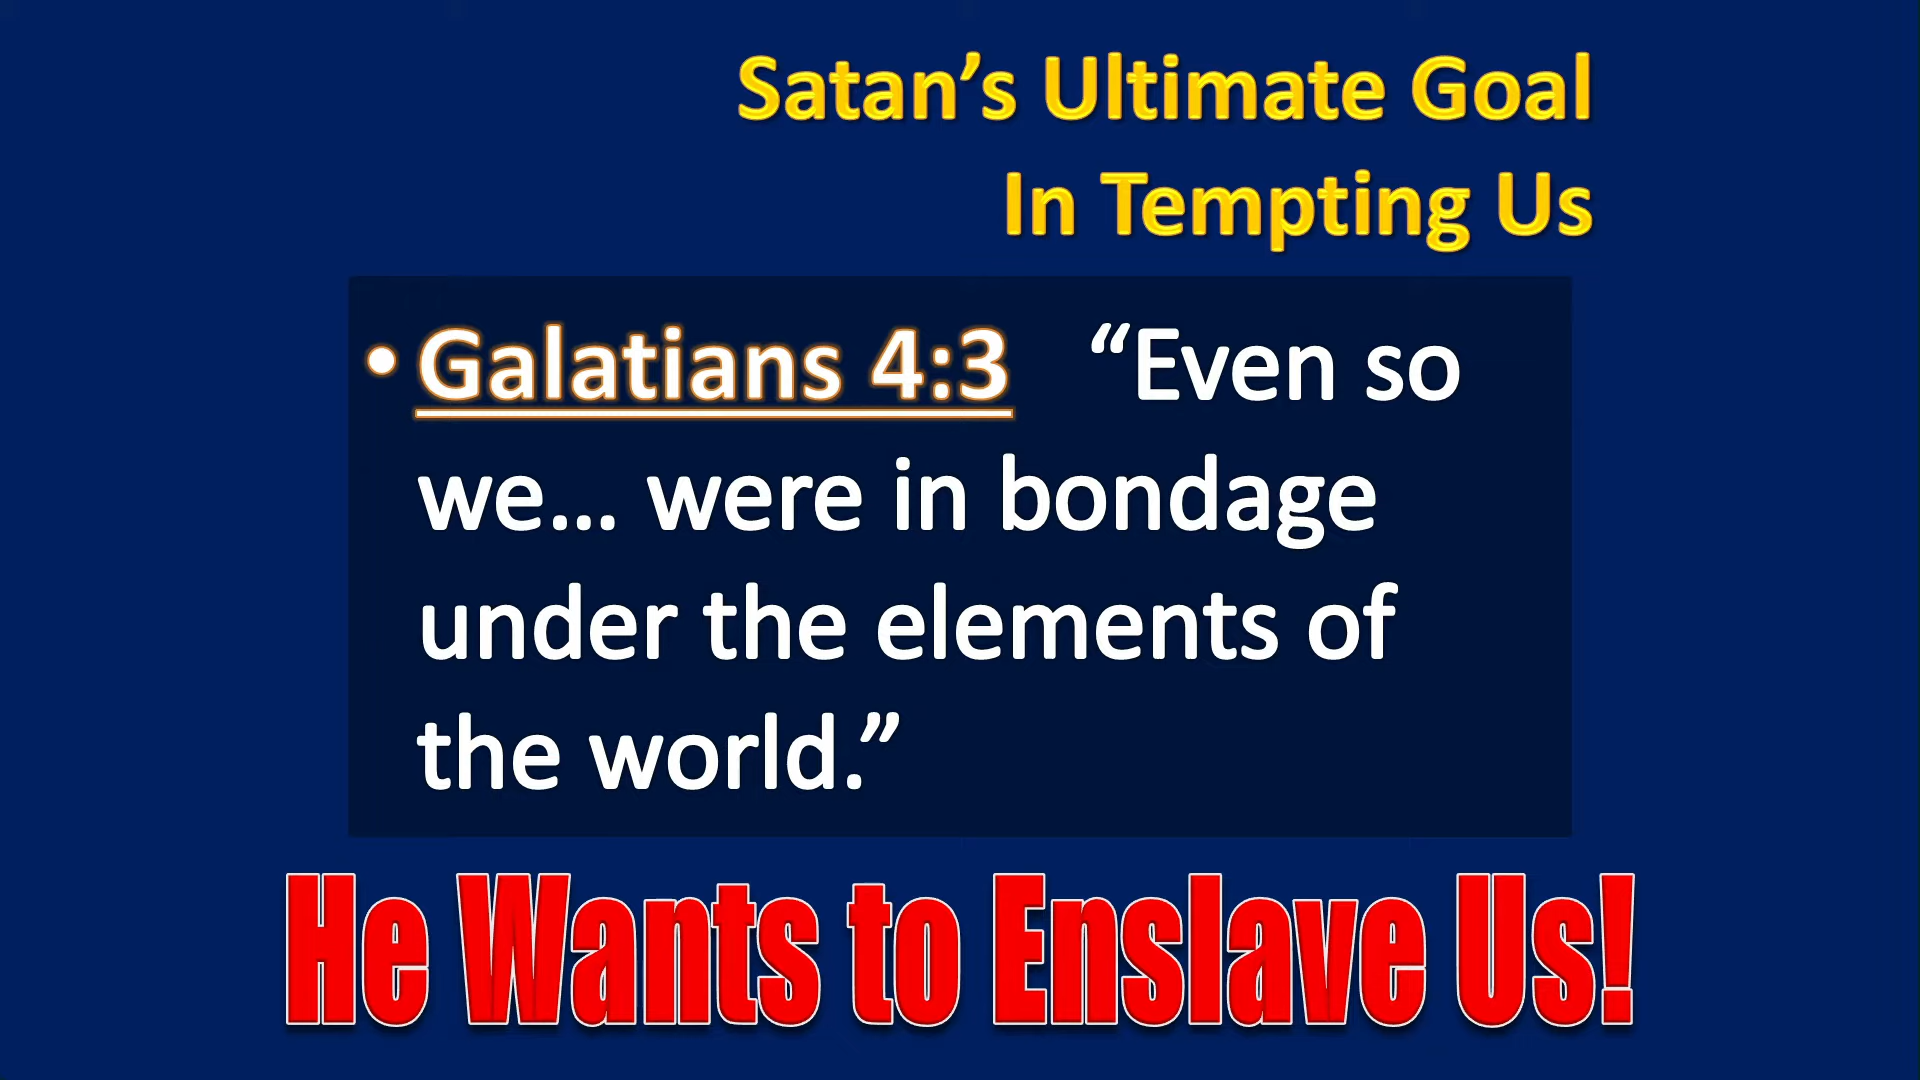 Satan’s Ultimate Goal
In Tempting Us
• Galatians 4:3 “Even so
we... were in bondage
under the elements of
the world.”
He Wants to Enslave Us!